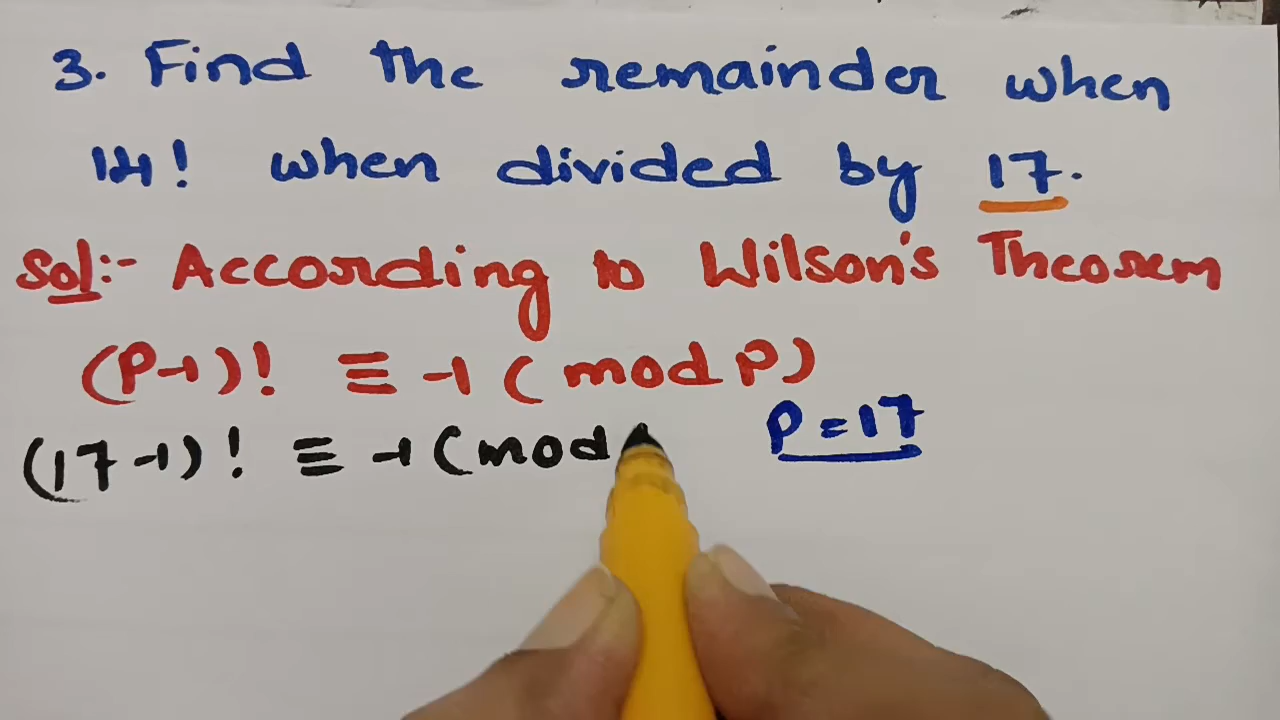 3. Find the remainder when
14! when divided by 17.
Sol:- According to Wilson's Theorem
(P-1)! ≡ -1 (mod P)
P = 17
(17-1)! ≡ -1 (mod